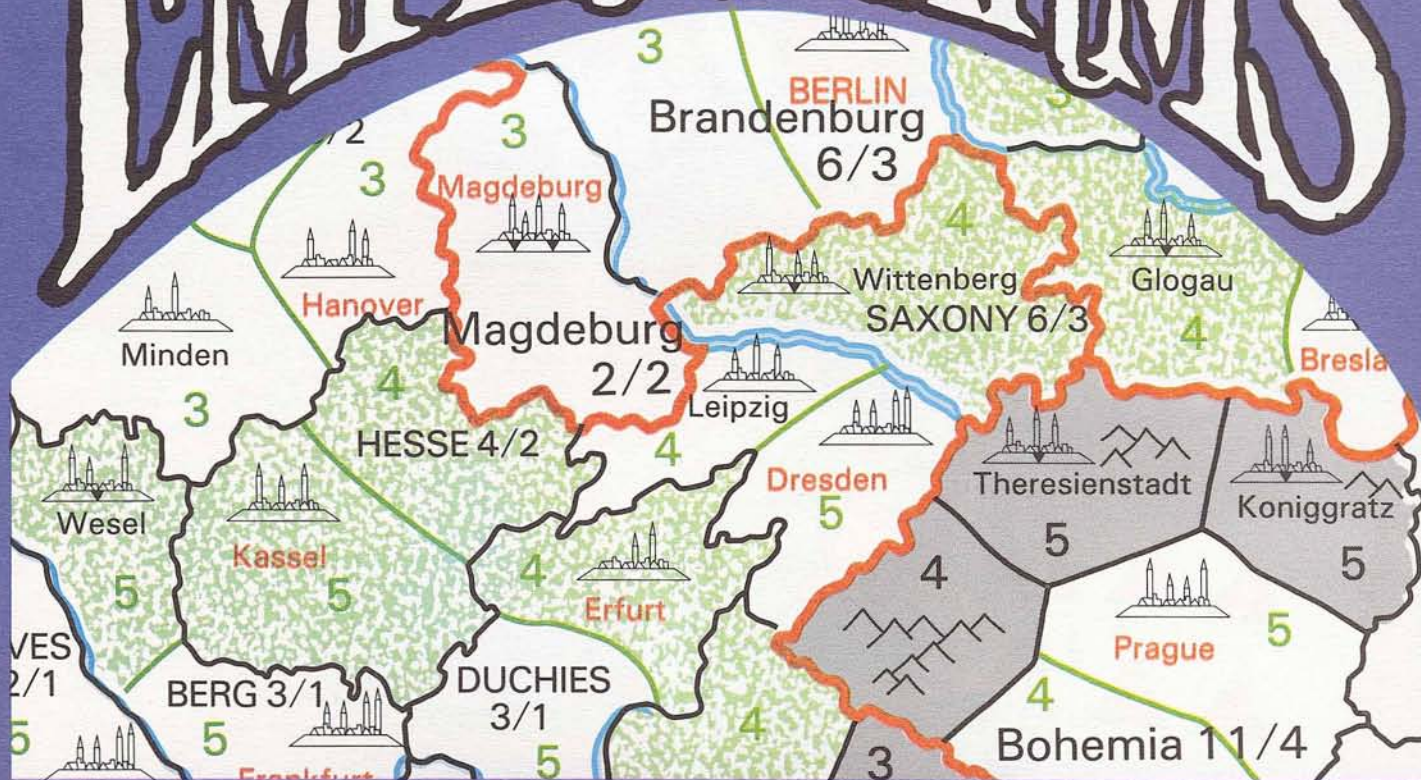 3
BERLIN
Brandenburg
6/3
3
/2
3
3
Magdeburg
4
Hanover
Wittenberg
SAXONY 6/3
Glogau
4
Minden
3
Magdeburg
2/2
Bresla
4
HESSE 4/2
Leipzig
4
Dresden
5
Theresienstadt
5
Koniggratz
5
Wesel
5
Kassel
5
4
Erfurt
4
Prague
5
VES
2/1
5
BERG 3/1
5
DUCHIES
3/1
5
4
4
Bohemia 11/4
3
Frankfurt